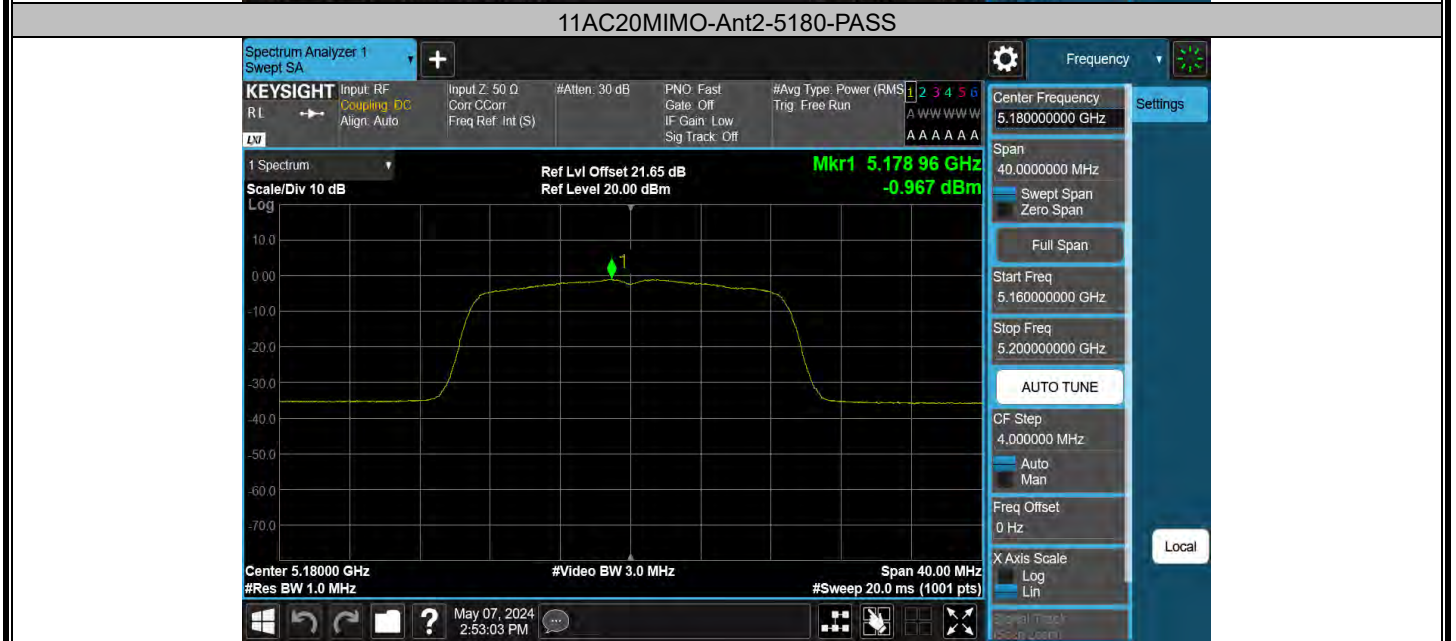 11AC20MIMO-Ant2-5180-PASS
Spectrum Analyzer 1
Swept SA
+
Frequency
KEYSIGHT
RL
LXI
Input: RF
Coupling: DC
Align: Auto
Input Z: 50 Ω
Corr CCorr
Freq Ref: Int (S)
#Atten: 30 dB
PNO: Fast
Gate: Off
IF Gain: Low
Sig Track: Off
#Avg Type: Power (RMS
Trig: Free Run
1 2 3 4 5 6
A W W W W W
A A A A A A
1 Spectrum
Scale/Div 10 dB
Log
Ref Lvl Offset 21.65 dB
Ref Level 20.00 dBm
Mkr1 5.178 96 GHz
-0.967 dBm
10.0
0.00
-10.0
-20.0
-30.0
-40.0
-50.0
-60.0
-70.0
1
Center 5.18000 GHz
#Res BW 1.0 MHz
#Video BW 3.0 MHz
Span 40.00 MHz
#Sweep 20.0 ms (1001 pts)
?
May 07, 2024
2:53:03 PM
Center Frequency
5.180000000 GHz
Settings
Span
40.0000000 MHz
Swept Span
Zero Span
Full Span
Start Freq
5.160000000 GHz
Stop Freq
5.200000000 GHz
AUTO TUNE
CF Step
4.000000 MHz
Auto
Man
Freq Offset
0 Hz
X Axis Scale
Log
Lin
Local